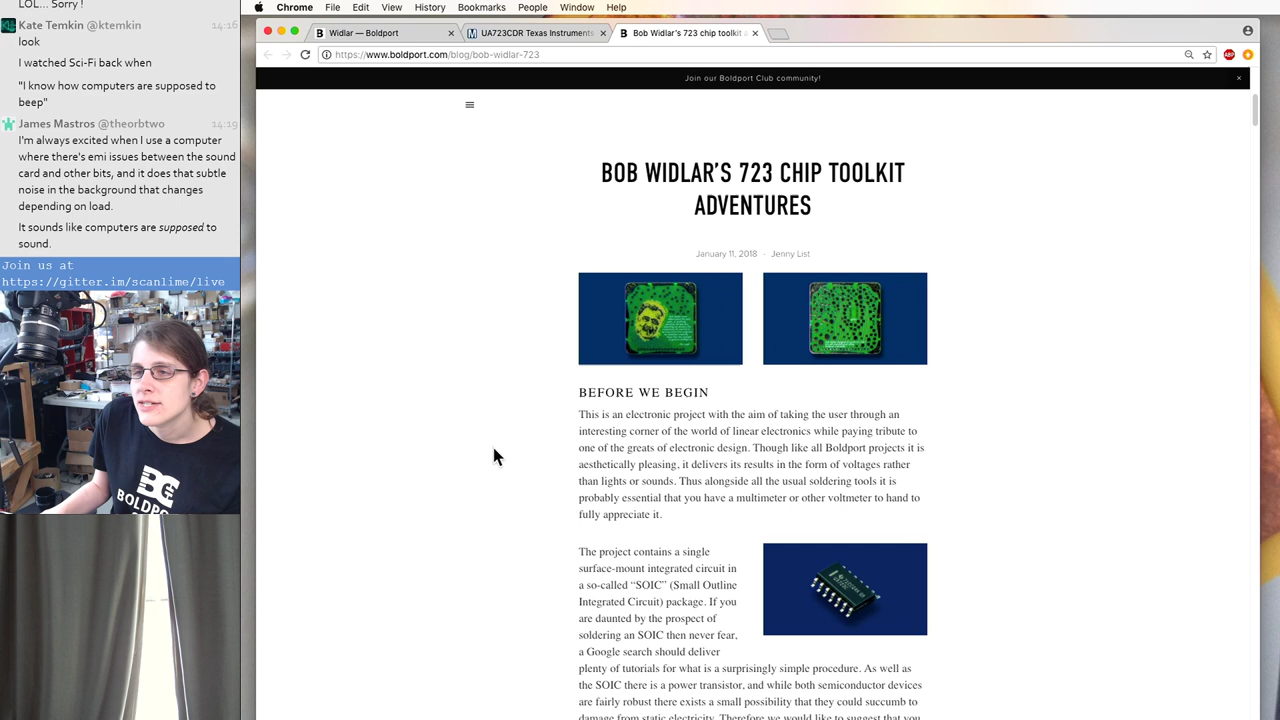 LOL... Sorry !
Kate Temkin @ktemkin 14:16
look
I watched Sci-Fi back when
"I know how computers are supposed to
beep"
James Mastros @theorbtwo 14:19
I'm always excited when I use a computer
where there's emi issues between the sound
card and other bits, and it does that subtle
noise in the background that changes
depending on load.
It sounds like computers are supposed to
sound.
Join us at
https://gitter.im/scanlime/live
BOLDPORT
Chrome File Edit View History Bookmarks People Window Help
Widlar — Boldport
UA723CDR Texas Instruments
Bob Widlar's 723 chip toolkit a
https://www.boldport.com/blog/bob-widlar-723
ABP
Join our Boldport Club community!
BOB WIDLAR'S 723 CHIP TOOLKIT
ADVENTURES
January 11, 2018 · Jenny List
BEFORE WE BEGIN
This is an electronic project with the aim of taking the user through an
interesting corner of the world of linear electronics while paying tribute to
one of the greats of electronic design. Though like all Boldport projects it is
aesthetically pleasing, it delivers its results in the form of voltages rather
than lights or sounds. Thus alongside all the usual soldering tools it is
probably essential that you have a multimeter or other voltmeter to hand to
fully appreciate it.
The project contains a single
surface-mount integrated circuit in
a so-called “SOIC” (Small Outline
Integrated Circuit) package. If you
are daunted by the prospect of
soldering an SOIC then never fear,
a Google search should deliver
plenty of tutorials for what is a surprisingly simple procedure. As well as
the SOIC there is a power transistor, and while both semiconductor devices
are fairly robust there exists a small possibility that they could succumb to
damage from static electricity. Therefore we would like to suggest that you